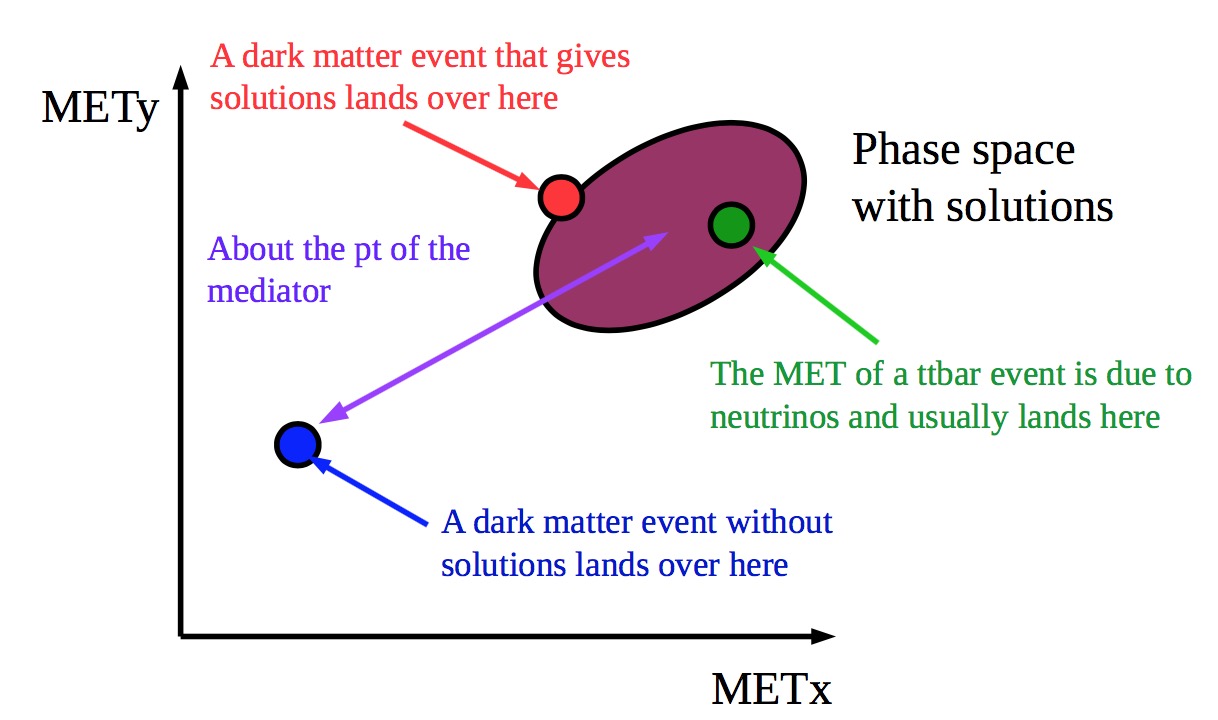 A dark matter event that gives
solutions lands over here
METy
Phase space
with solutions
About the pt of the
mediator
The MET of a ttbar event is due to
neutrinos and usually lands here
A dark matter event without
solutions lands over here
METx